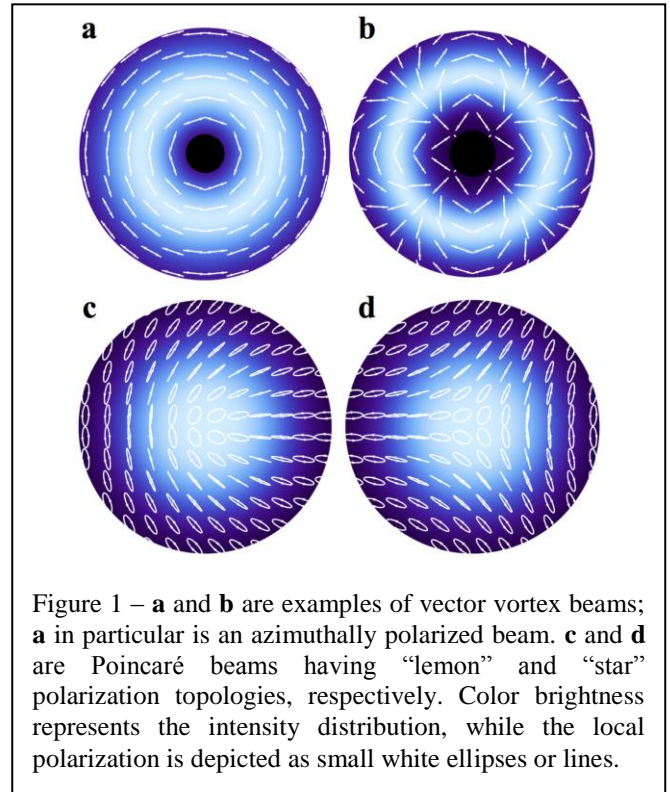 a
b
c
d
Figure 1 – a and b are examples of vector vortex beams;
a in particular is an azimuthally polarized beam. c and d
are Poincaré beams having “lemon” and “star”
polarization topologies, respectively. Color brightness
represents the intensity distribution, while the local
polarization is depicted as small white ellipses or lines.